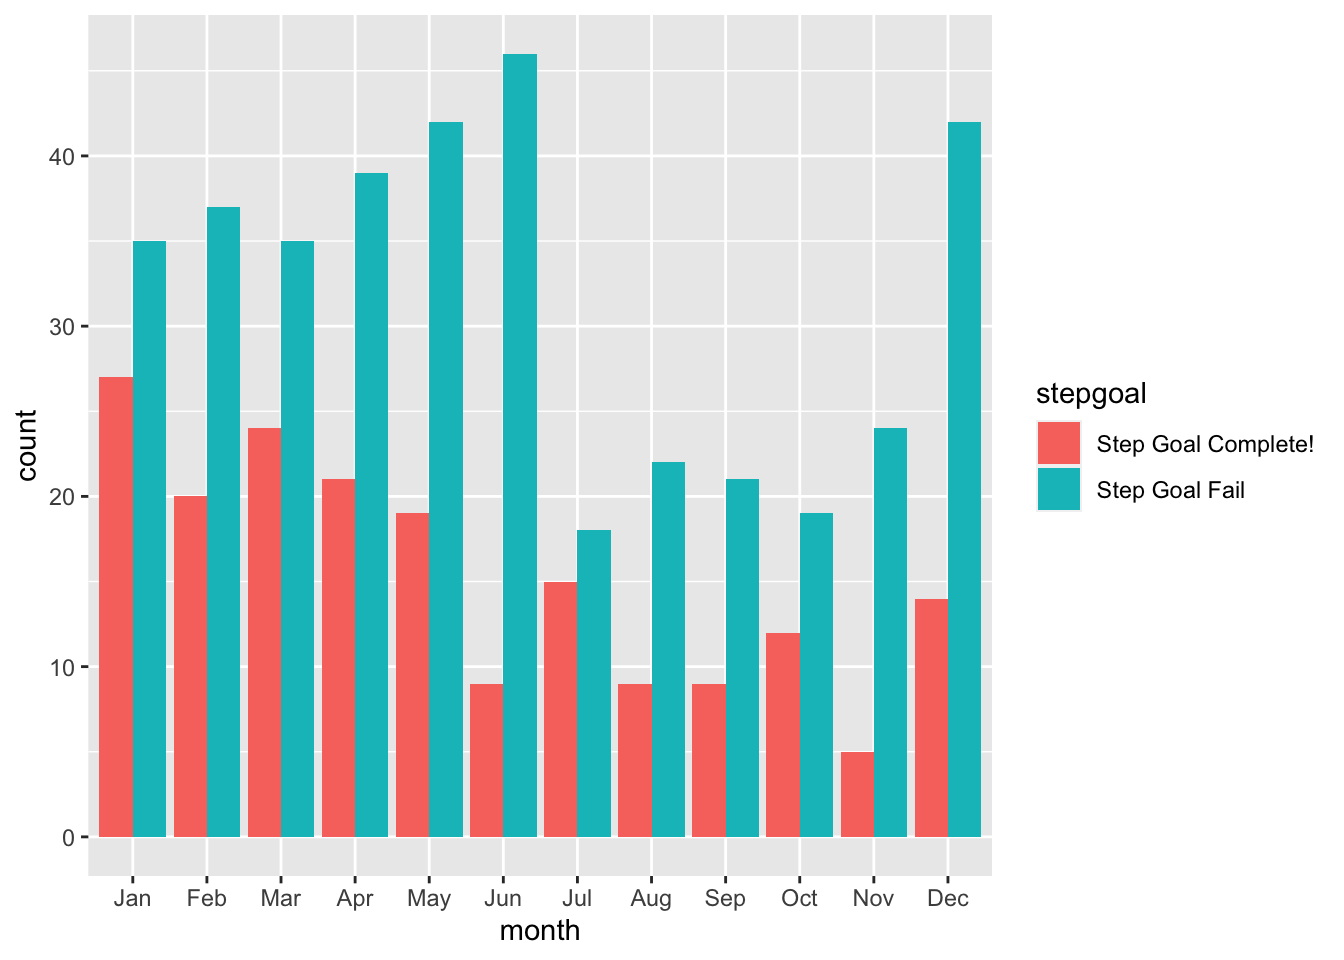 40
30
20
10
0
count
Jan Feb Mar Apr May Jun Jul Aug Sep Oct Nov Dec
month
stepgoal
Step Goal Complete!
Step Goal Fail